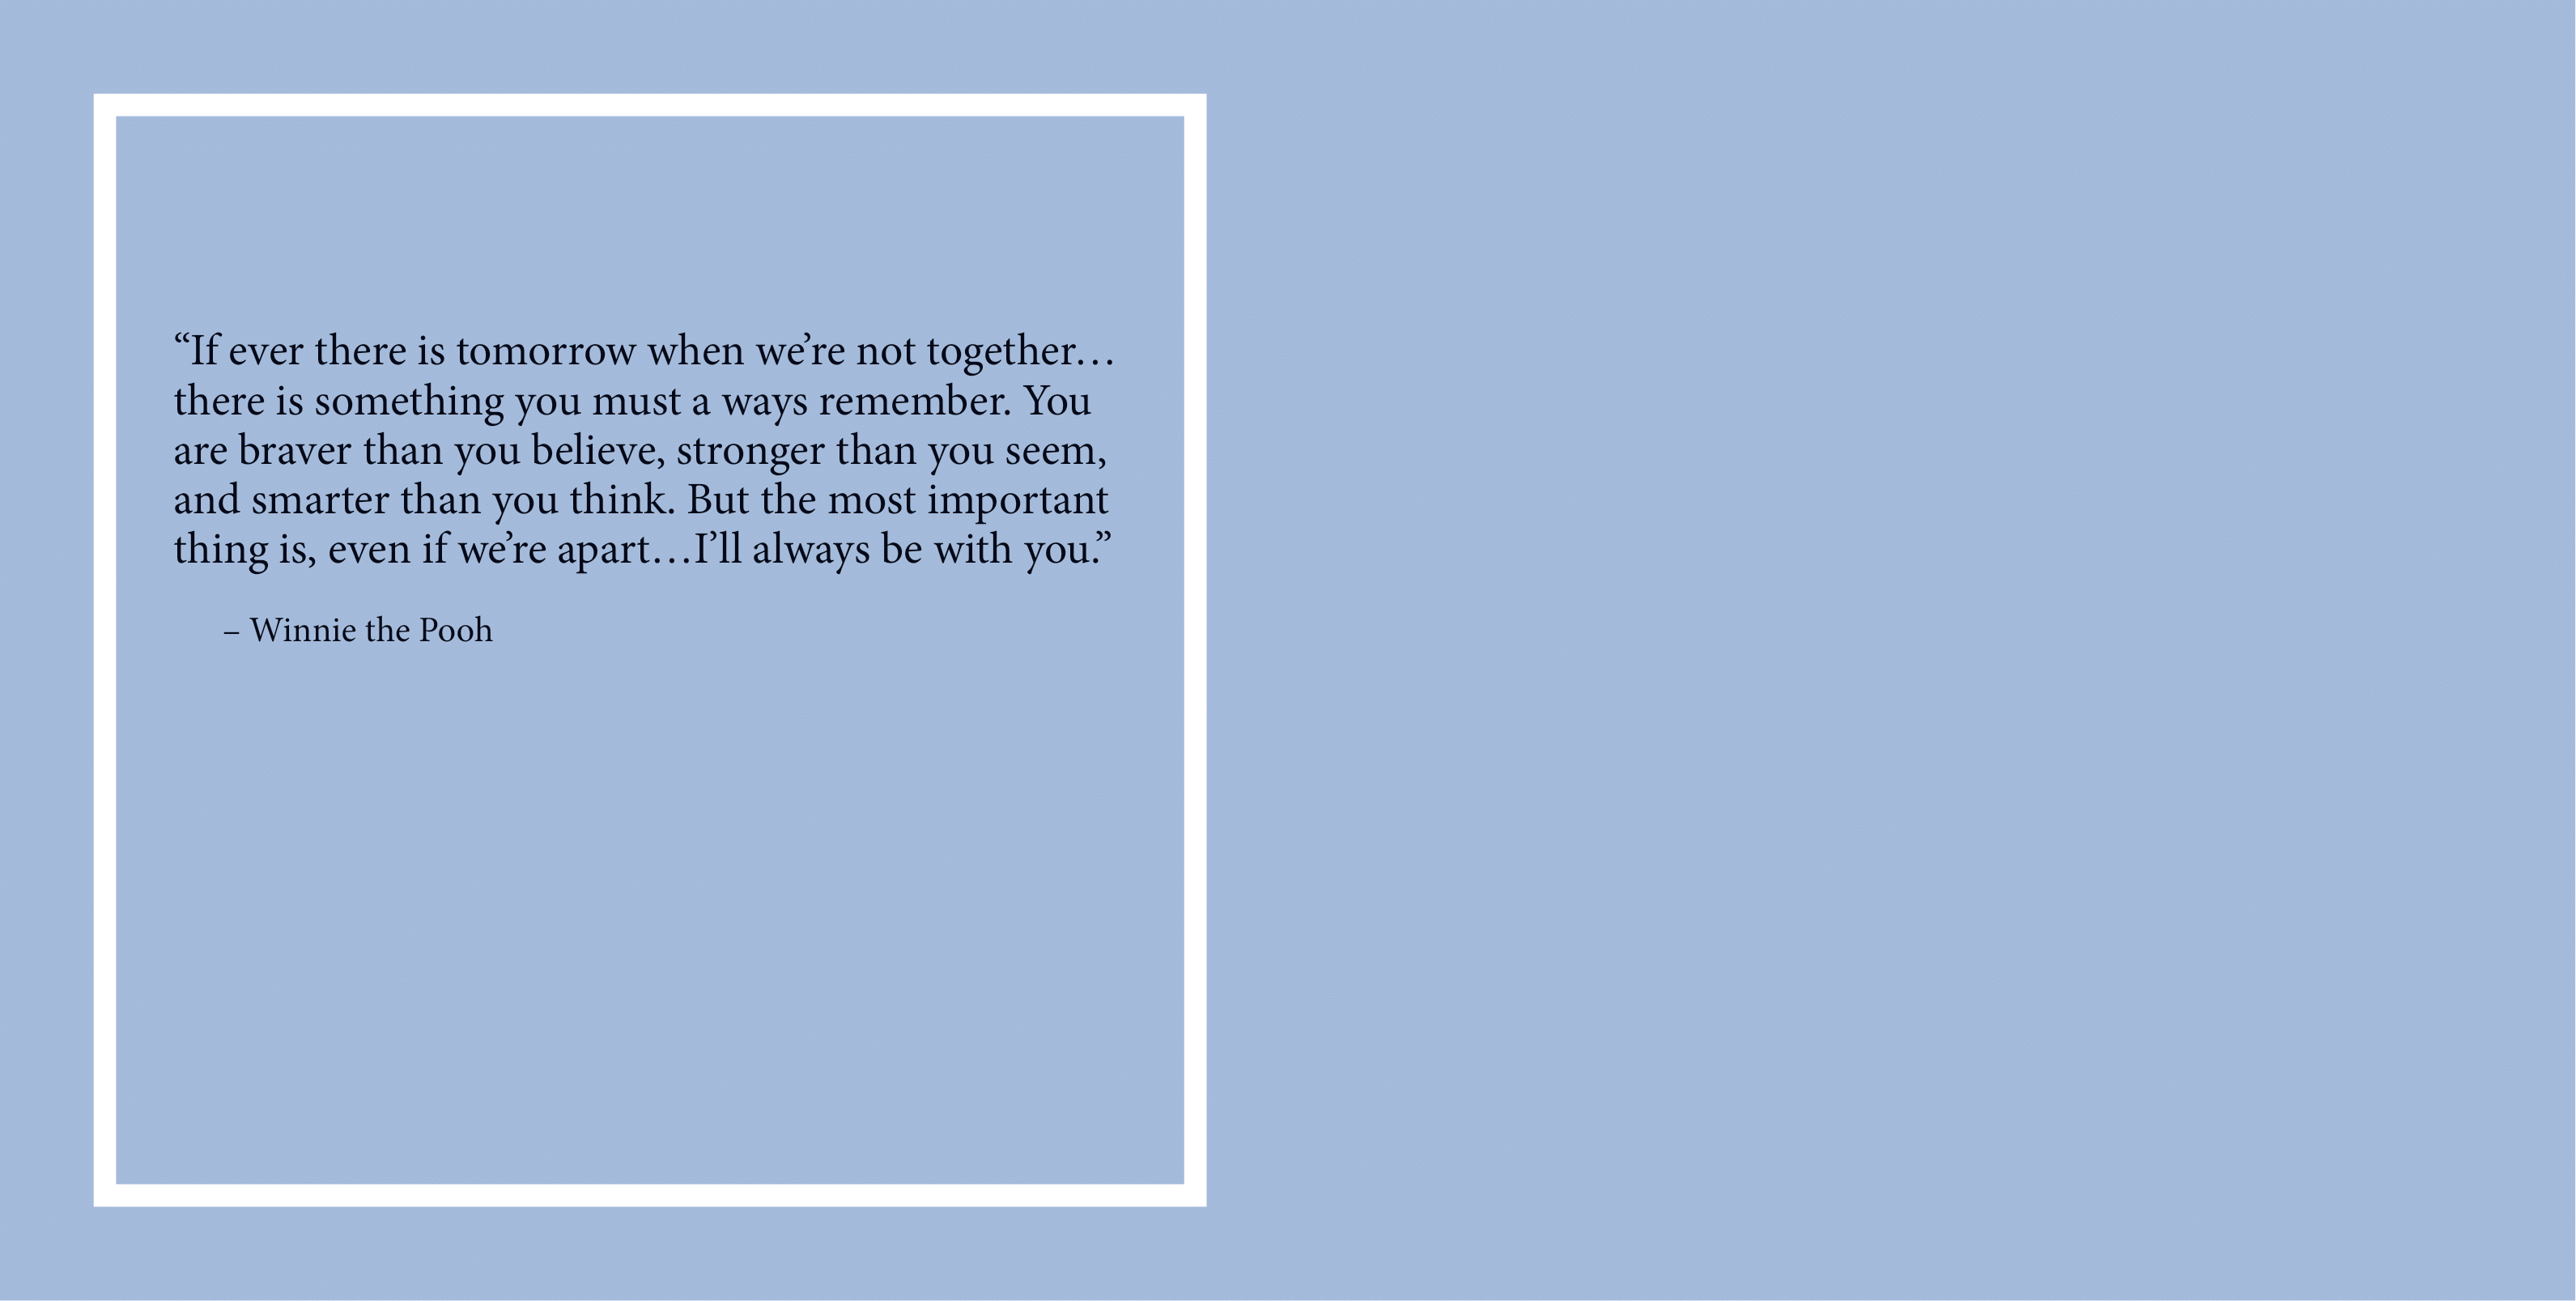 “If ever there is tomorrow when we’re not together…
there is something you must a ways remember. You
are braver than you believe, stronger than you seem,
and smarter than you think. But the most important
thing is, even if we’re apart…I’ll always be with you.”
– Winnie the Pooh